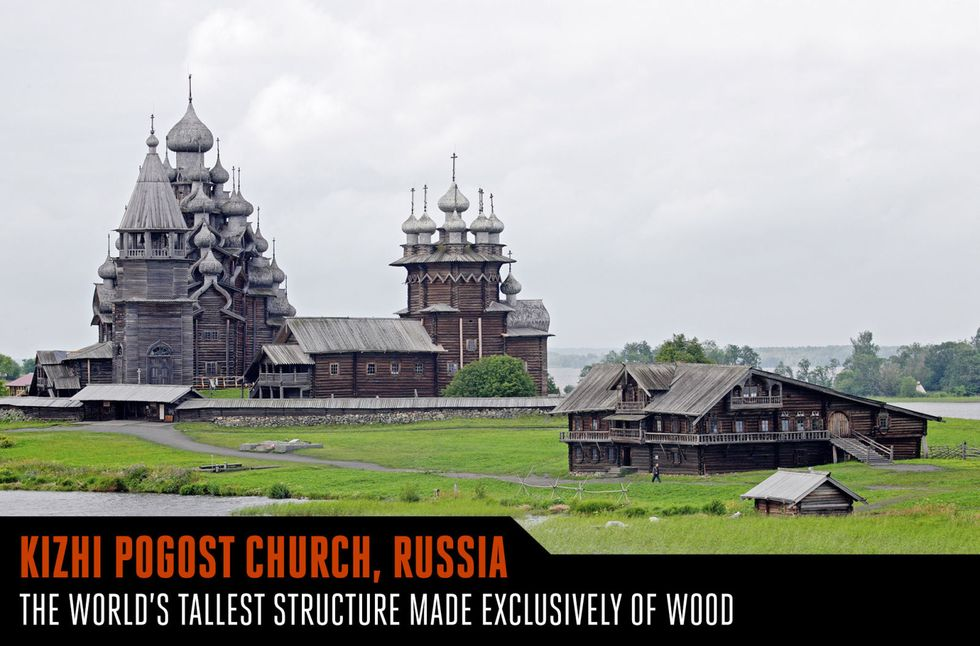 KIZHI POGOST CHURCH, RUSSIA
THE WORLD'S TALLEST STRUCTURE MADE EXCLUSIVELY OF WOOD